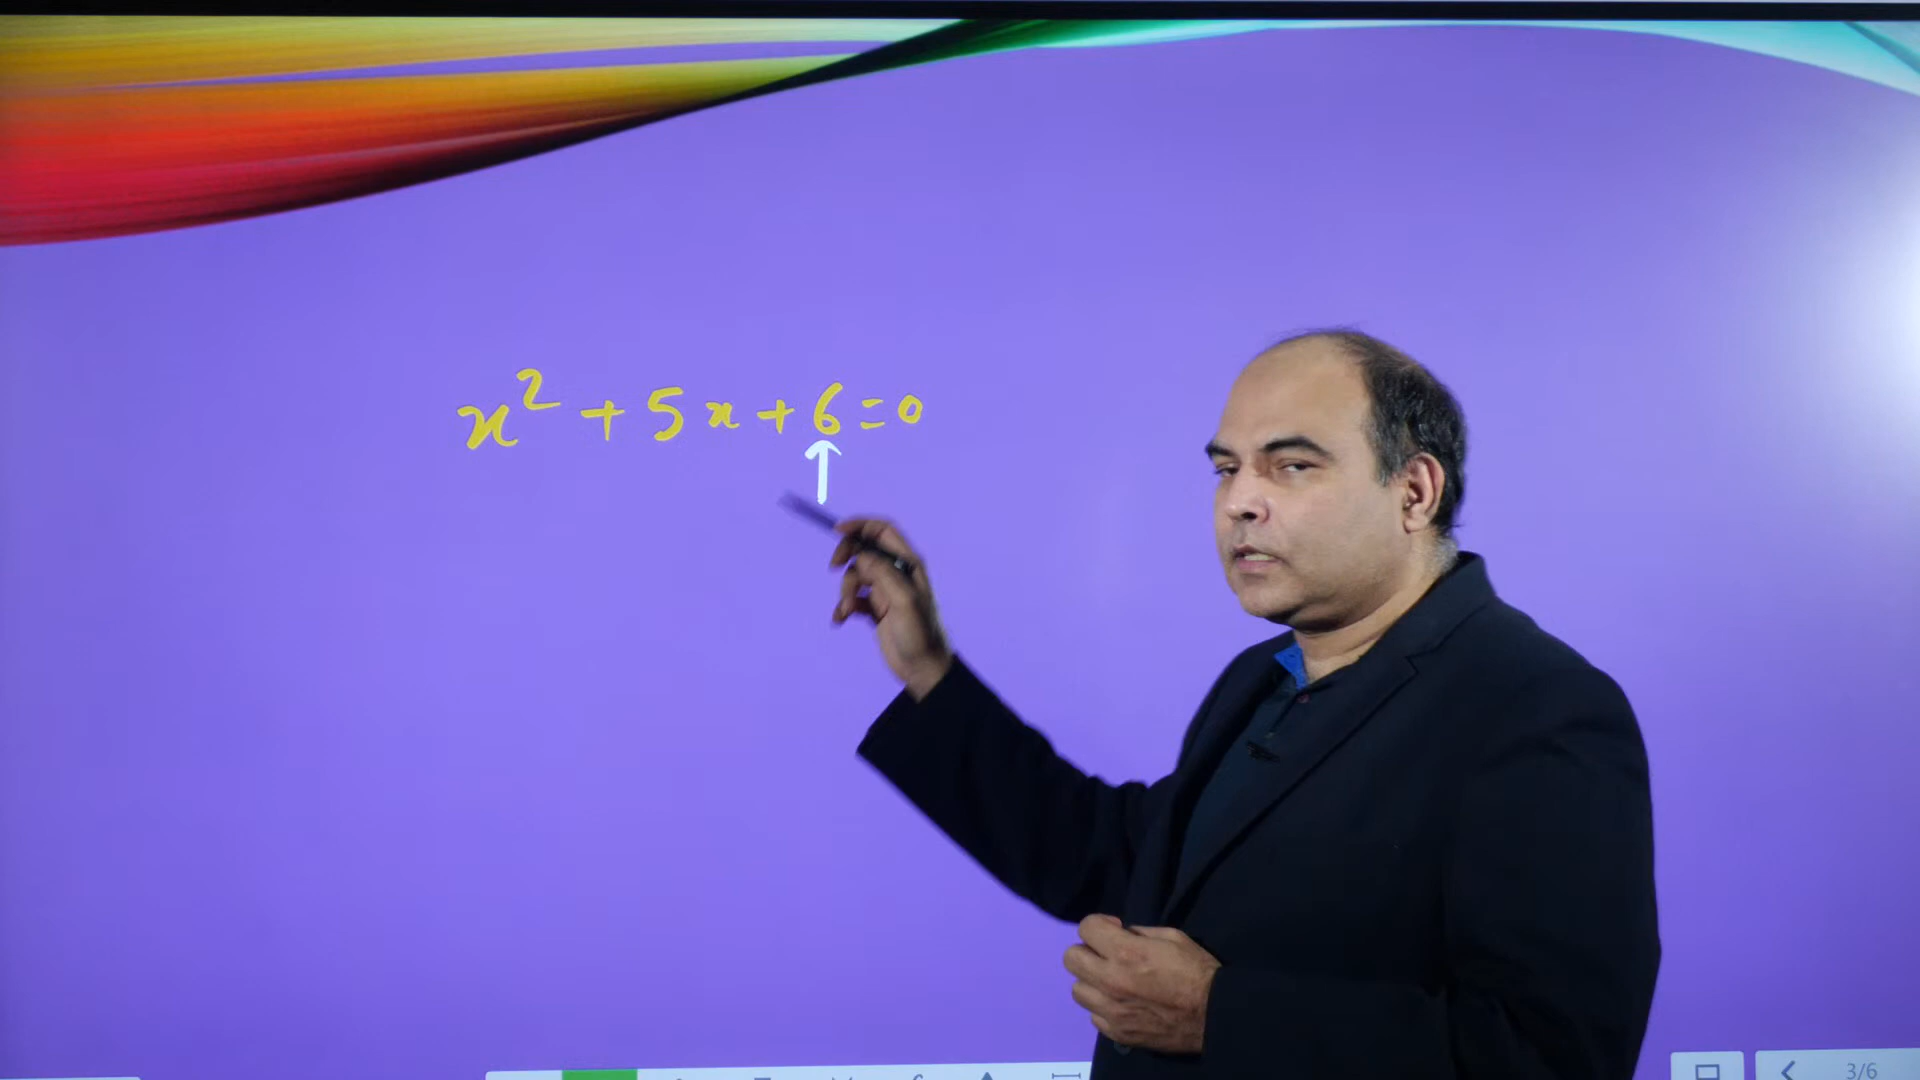 x² + 5x + 6 = 0
3/6